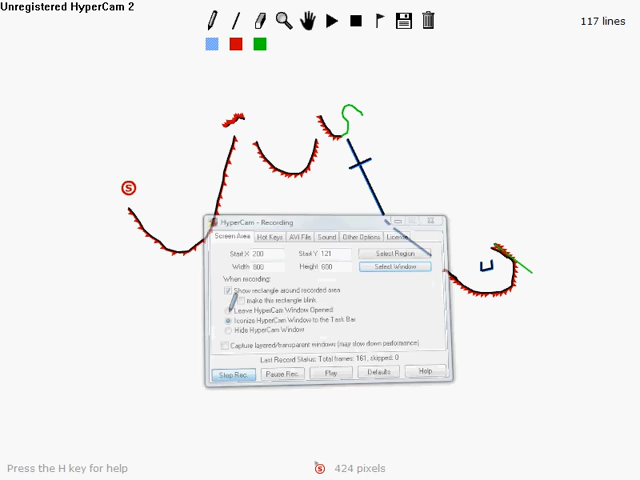 Unregistered HyperCam 2
117 lines
S
S
HyperCam - Recording
Screen Area Hot Keys AVI File Sound Other Options License
Start X 200 Start Y 121 Select Region
Width 800 Height 600 Select Window
When recording:
Show rectangle around recorded area
make this rectangle blink
Leave HyperCam Window Opened
Iconize HyperCam Window to the Task Bar
Hide HyperCam Window
Capture layered/transparent windows (may slow down performance)
Last Record Status: Total frames: 161, skipped: 0
Stop Rec. Pause Rec. Play Defaults Help
Press the H key for help
S 424 pixels